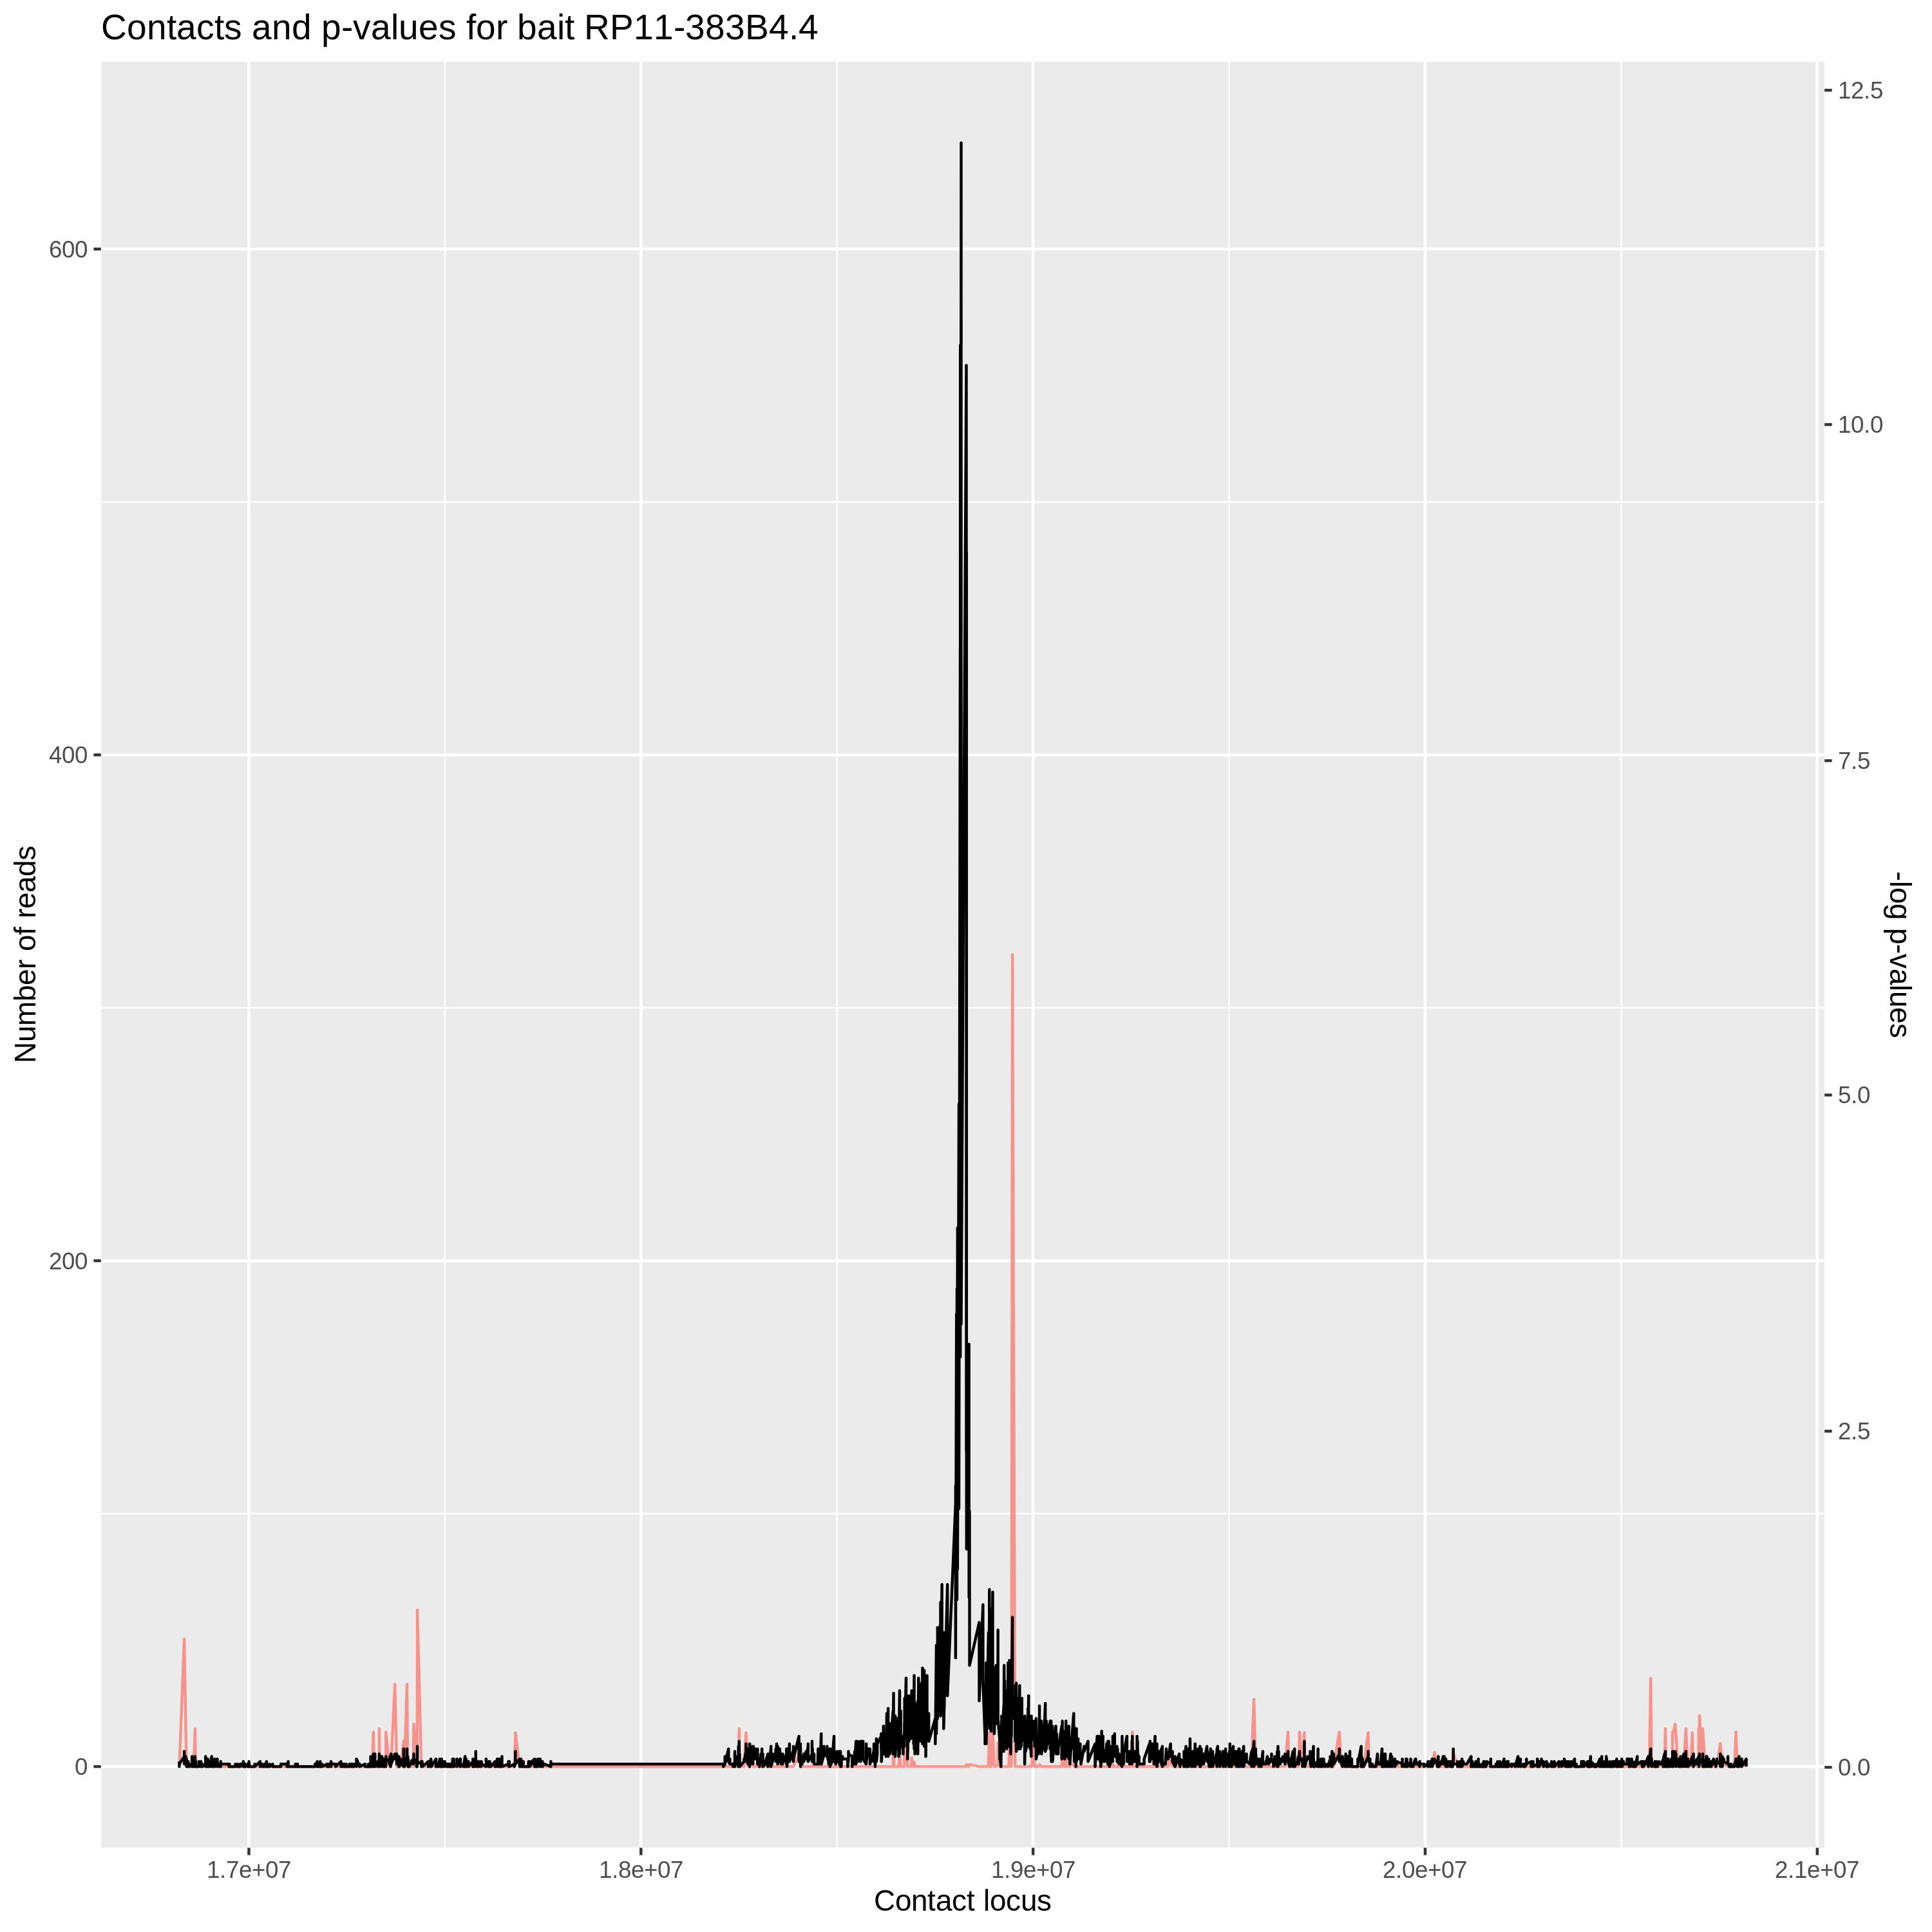 Contacts and p-values for bait RP11-383B4.4
12.5
600
10.0
400
7.5
Number of reads
-log p-values
5.0
200
2.5
0
0.0
1.7e+07
1.8e+07
1.9e+07
2.0e+07
2.1e+07
Contact locus